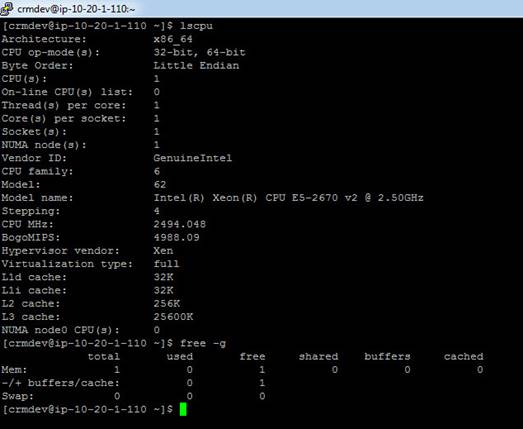 crmdev@ip-10-20-1-110:~
[crmdev@ip-10-20-1-110 ~]$ lscpu
Architecture:          x86_64
CPU op-mode(s):        32-bit, 64-bit
Byte Order:            Little Endian
CPU(s):                1
On-line CPU(s) list:   0
Thread(s) per core:    1
Core(s) per socket:    1
Socket(s):             1
NUMA node(s):          1
Vendor ID:             GenuineIntel
CPU family:            6
Model:                 62
Model name:            Intel(R) Xeon(R) CPU E5-2670 v2 @ 2.50GHz
Stepping:              4
CPU MHz:               2494.048
BogoMIPS:              4988.09
Hypervisor vendor:     Xen
Virtualization type:   full
L1d cache:             32K
L1i cache:             32K
L2 cache:              256K
L3 cache:              25600K
NUMA node0 CPU(s):     0
[crmdev@ip-10-20-1-110 ~]$ free -g
             total       used       free     shared    buffers     cached
Mem:             1          0          1          0          0          0
-/+ buffers/cache:          0          1
Swap:            0          0          0
[crmdev@ip-10-20-1-110 ~]$